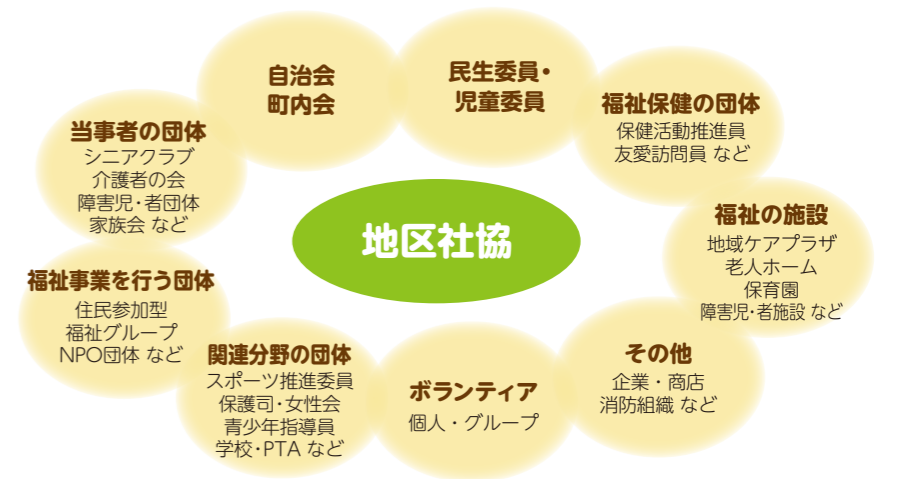 自治会
町内会
民生委員・
児童委員
福祉保健の団体
保健活動推進員
友愛訪問員 など
福祉の施設
地域ケアプラザ
老人ホーム
保育園
障害児・者施設 など
その他
企業・商店
消防組織 など
ボランティア
個人・グループ
関連分野の団体
スポーツ推進委員
保護司・女性会
青少年指導員
学校・PTA など
福祉事業を行う団体
住民参加型
福祉グループ
NPO団体 など
当事者の団体
シニアクラブ
介護者の会
障害児・者団体
家族会 など
地区社協